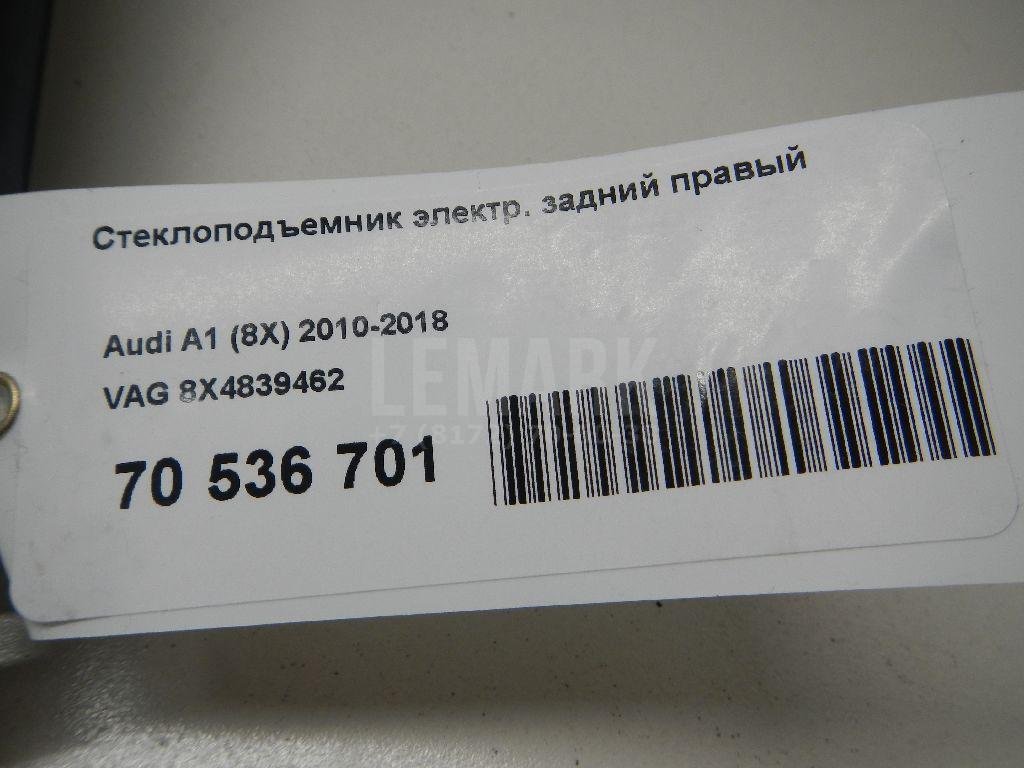 Стеклоподъемник электр. задний правый
Audi A1 (8X) 2010-2018
VAG 8X4839462
LEMARK
70 536 701